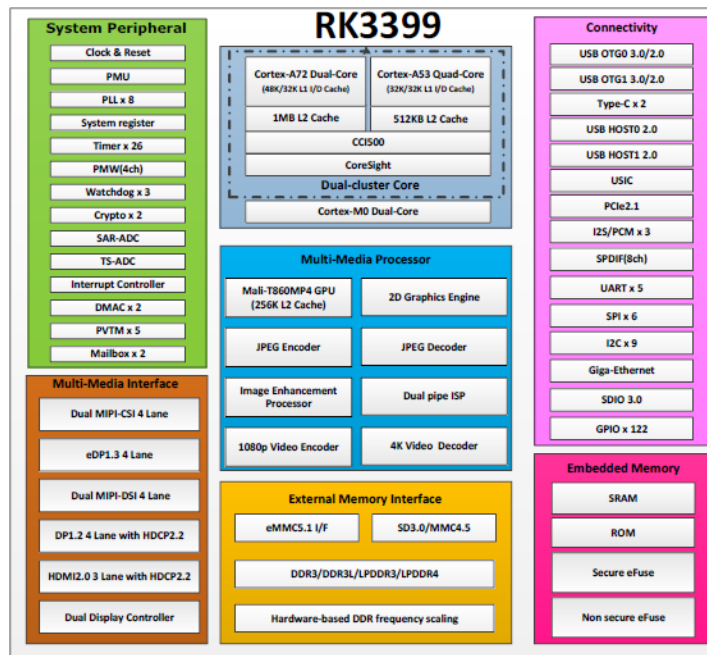 RK3399
System Peripheral
Clock & Reset
PMU
PLL x 8
System register
Timer x 26
PMW(4ch)
Watchdog x 3
Crypto x 2
SAR-ADC
TS-ADC
Interrupt Controller
DMAC x 2
PVTM x 5
Mailbox x 2
Multi-Media Interface
Dual MIPI-CSI 4 Lane
eDP1.3 4 Lane
Dual MIPI-DSI 4 Lane
DP1.2 4 Lane with HDCP2.2
HDMI2.0 3 Lane with HDCP2.2
Dual Display Controller
Cortex-A72 Dual-Core
(48K/32K L1 I/D Cache)
1MB L2 Cache
Cortex-A53 Quad-Core
(32K/32K L1 I/D Cache)
512KB L2 Cache
CCI500
CoreSight
Dual-cluster Core
Cortex-M0 Dual-Core
Multi-Media Processor
Mali-T860MP4 GPU
(256K L2 Cache)
2D Graphics Engine
JPEG Encoder
JPEG Decoder
Image Enhancement
Processor
Dual pipe ISP
1080p Video Encoder
4K Video Decoder
External Memory Interface
eMMC5.1 I/F
SD3.0/MMC4.5
DDR3/DDR3L/LPDDR3/LPDDR4
Hardware-based DDR frequency scaling
Connectivity
USB OTG0 3.0/2.0
USB OTG1 3.0/2.0
Type-C x 2
USB HOST0 2.0
USB HOST1 2.0
USIC
PCIe2.1
I2S/PCM x 3
SPDIF(8ch)
UART x 5
SPI x 6
I2C x 9
Giga-Ethernet
SDIO 3.0
GPIO x 122
Embedded Memory
SRAM
ROM
Secure eFuse
Non secure eFuse